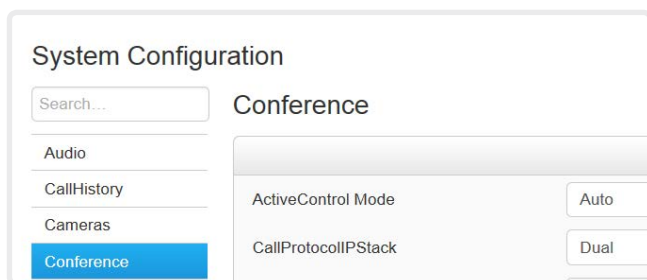 System Configuration
Search...
Conference
Audio
CallHistory
ActiveControl Mode
Auto
Cameras
CallProtocolIPStack
Dual
Conference